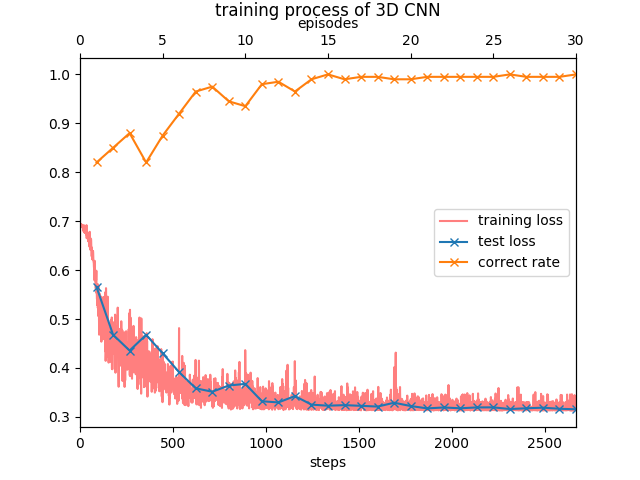 training process of 3D CNN
episodes
0 5 10 15 20 25 30
1.0
0.9
0.8
0.7
0.6
0.5
0.4
0.3
training loss
test loss
correct rate
0 500 1000 1500 2000 2500
steps